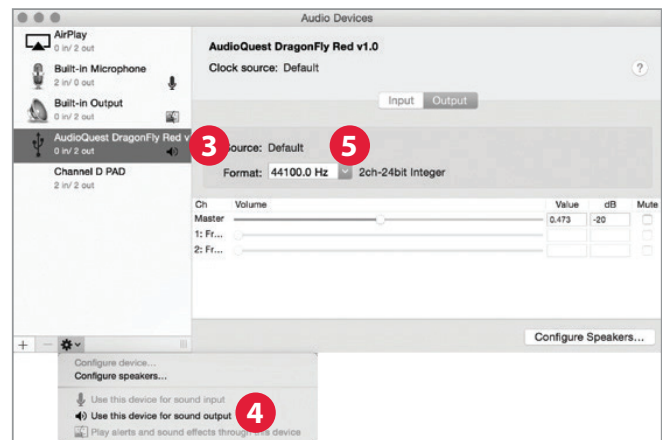 Audio Devices
AirPlay
0 in/ 2 out
Built-in Microphone
2 in/ 0 out
Built-in Output
0 in/ 2 out
AudioQuest DragonFly Red v
0 in/ 2 out
Channel D PAD
2 in/ 2 out
AudioQuest DragonFly Red v1.0
Clock source: Default
?
Input Output
3
ource: Default
5
Format: 44100.0 Hz 2ch-24bit Integer
Ch Volume Value dB Mute
Master 0.473 -20
1: Fr...
2: Fr...
Configure Speakers...
+ −
Configure device...
Configure speakers...
Use this device for sound input
Use this device for sound output
4
Play alerts and sound effects through this device